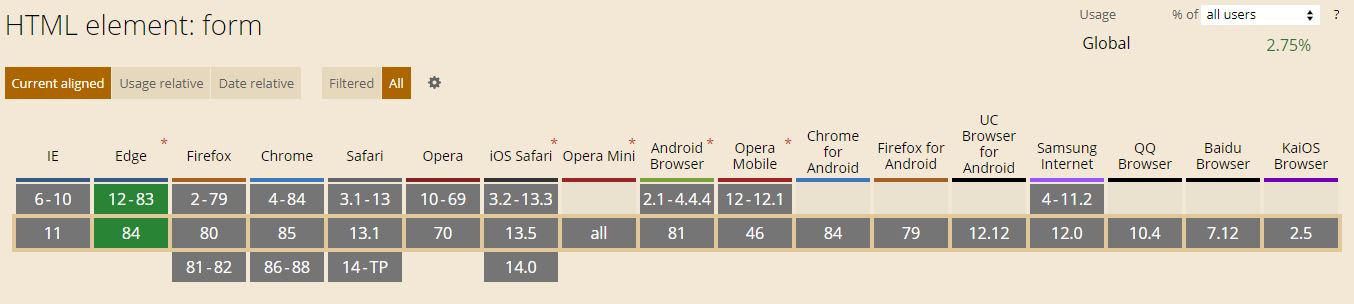 HTML element: form
Usage % of all users ?
Global 2.75%
Current aligned Usage relative Date relative Filtered All
IE Edge * Firefox Chrome Safari Opera iOS Safari * Opera Mini * Android Browser * Opera Mobile * Chrome for Android Firefox for Android UC Browser for Android Samsung Internet QQ Browser Baidu Browser KaiOS Browser
6-10 12-83 2-79 4-84 3.1-13 10-69 3.2-13.3 2.1-4.4.4 12-12.1 4-11.2
11 84 80 85 13.1 70 13.5 all 81 46 84 79 12.12 12.0 10.4 7.12 2.5
81-82 86-88 14-TP 14.0